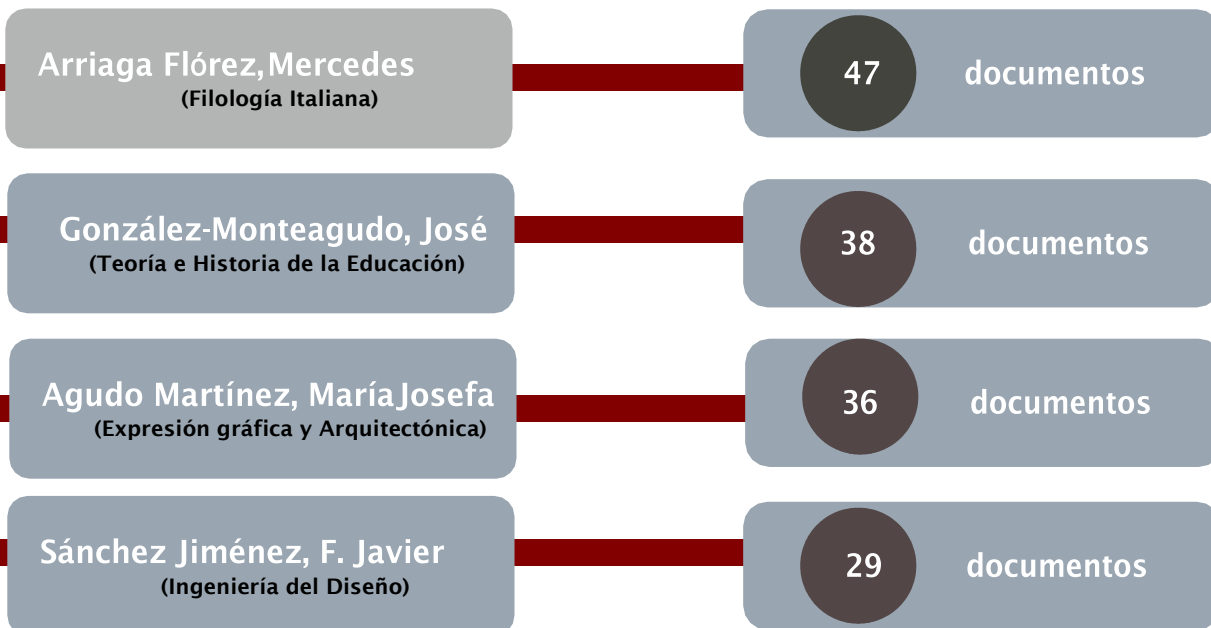 Arriaga Flórez,Mercedes
(Filología Italiana)
47 documentos
González-Monteagudo, José
(Teoría e Historia de la Educación)
38 documentos
Agudo Martínez, María Josefa
(Expresión gráfica y Arquitectónica)
36 documentos
Sánchez Jiménez, F. Javier
(Ingeniería del Diseño)
29 documentos